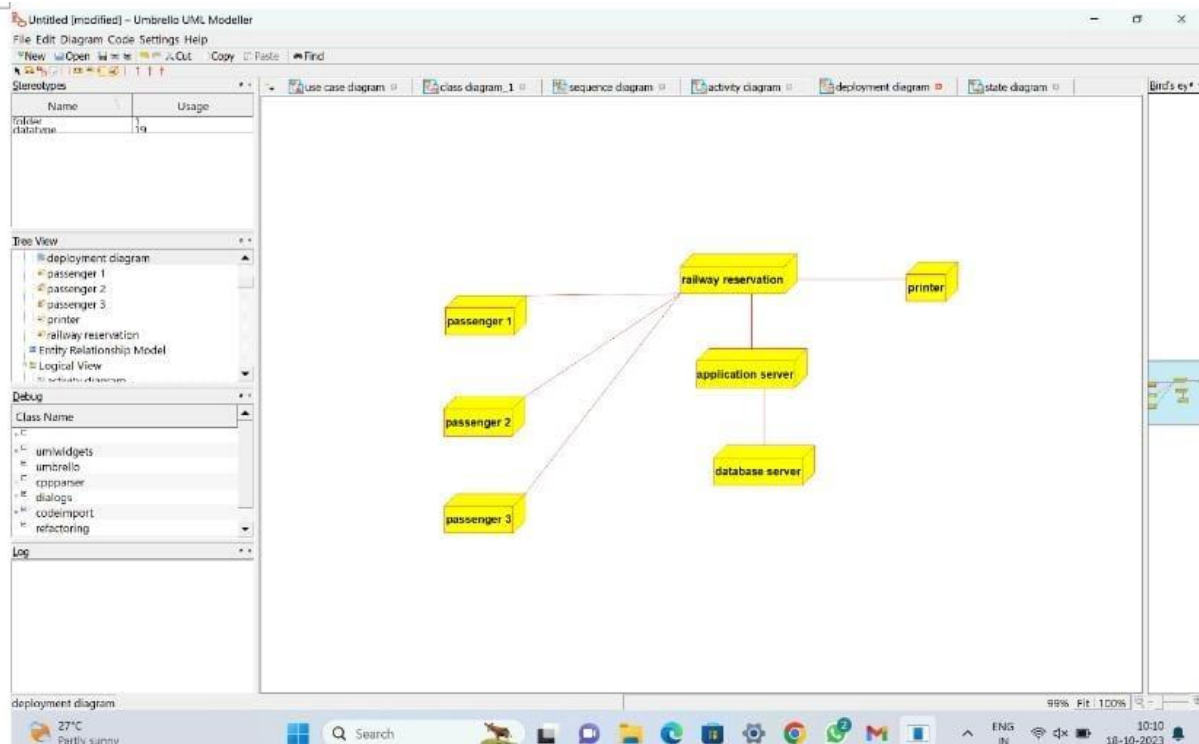 Untitled [modified] – Umbrello UML Modeller
File Edit Diagram Code Settings Help
New Open Cut Copy Paste Find
Stereotypes
use case diagram class diagram_1 sequence diagram activity diagram deployment diagram state diagram
Bird's ey
Name Usage
folder 1
datatype 19
Tree View
deployment diagram
passenger 1
passenger 2
passenger 3
printer
railway reservation
Entity Relationship Model
Logical View
activity diagram
Debug
Class Name
umlwidgets
umbrello
cppparser
dialogs
codeimport
refactoring
Log
railway reservation
printer
passenger 1
application server
passenger 2
database server
passenger 3
deployment diagram
99% Fit 100%
27°C
Partly sunny
Search
ENG
IN
10:10
18-10-2023